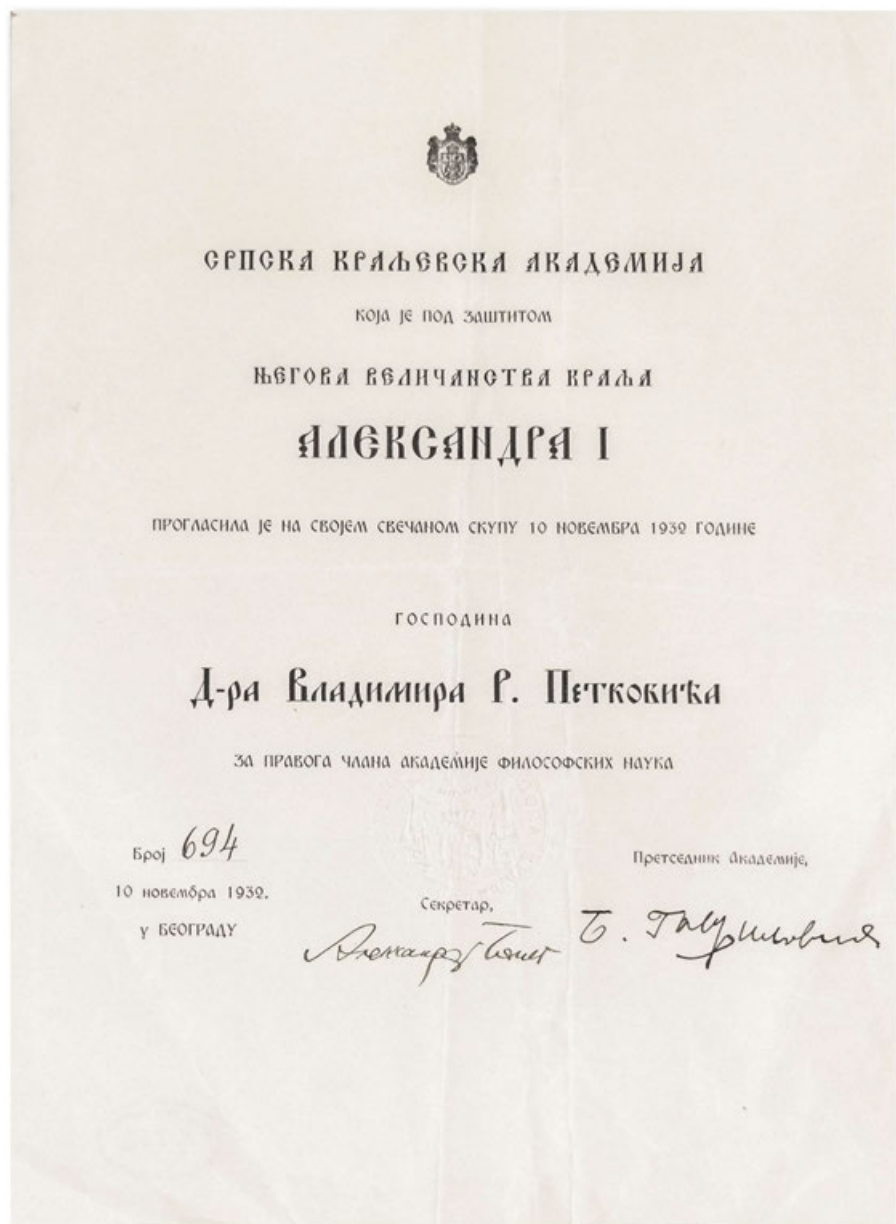 СРПСКА КРАЉЕВСКА АКАДЕМИЈА
КОЈА ЈЕ ПОД ЗАШТИТОМ
ЊЕГОВА ВЕЛИЧАНСТВА КРАЉА
АЛЕКСАНДРА I
ПРОГЛАСИЛА ЈЕ НА СВОЈЕМ СВЕЧАНОМ СКУПУ 10 НОВЕМБРА 1932 ГОДИНЕ
ГОСПОДИНА
Д-ра Владимира Р. Петковића
ЗА ПРАВОГА ЧЛАНА АКАДЕМИЈЕ ФИЛОСОФСКИХ НАУКА
Број 694
10 новембра 1932.
у БЕОГРАДУ
Секретар,
Александар Белић
Претседник Академије,
Б. Гавриловић